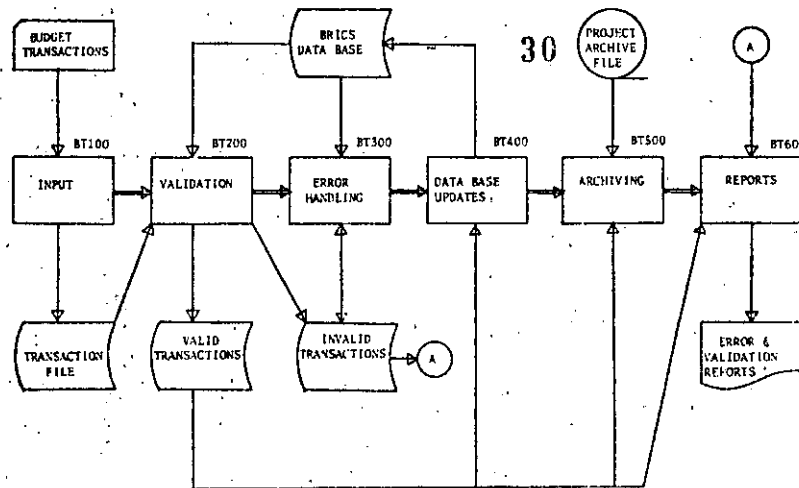 BUDGET
TRANSACTIONS
BRICS
DATA BASE
30
PROJECT
ARCHIVE
FILE
A
BT100
BT200
BT300
BT400
BT500
BT60
INPUT
VALIDATION
ERROR
HANDLING
DATA BASE
UPDATES
ARCHIVING
REPORTS
TRANSACTION
FILE
VALID
TRANSACTIONS
INVALID
TRANSACTIONS
A
ERROR &
VALIDATION
REPORTS